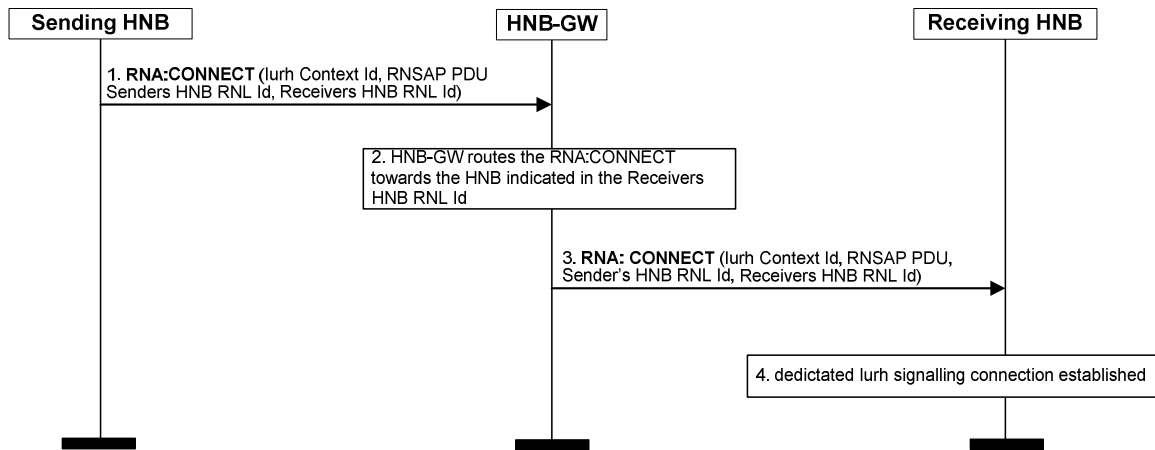 Sending HNB
HNB-GW
Receiving HNB
1. RNA:CONNECT (Iurh Context Id, RNSAP PDU
Senders HNB RNL Id, Receivers HNB RNL Id)
2. HNB-GW routes the RNA:CONNECT
towards the HNB indicated in the Receivers
HNB RNL Id
3. RNA: CONNECT (Iurh Context Id, RNSAP PDU,
Sender's HNB RNL Id, Receivers HNB RNL Id)
4. dedictated Iurh signalling connection established